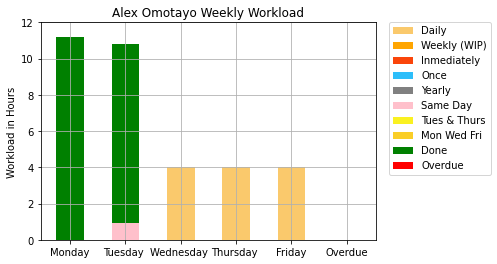 Alex Omotayo Weekly Workload
Workload in Hours
12
10
8
6
4
2
0
Monday
Tuesday
Wednesday
Thursday
Friday
Overdue
Daily
Weekly (WIP)
Inmediately
Once
Yearly
Same Day
Tues & Thurs
Mon Wed Fri
Done
Overdue